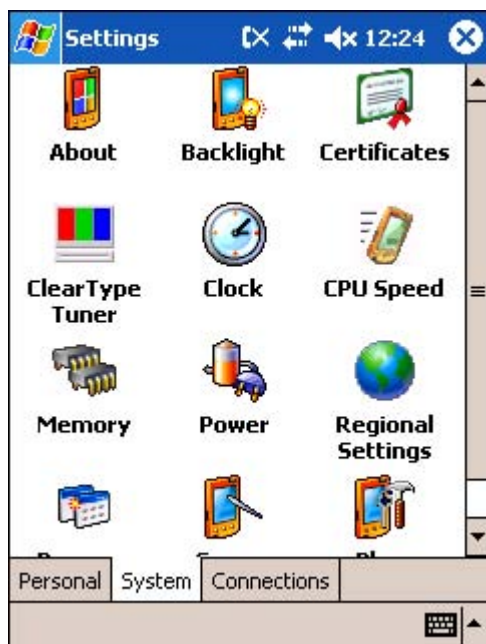 Settings 12:24
About Backlight Certificates
ClearType Clock CPU Speed
Tuner
Memory Power Regional
Settings
Personal System Connections